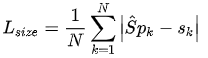 $L_{size} = \frac{1}{N} \sum_{k=1}^{N} \left| \hat{S}p_k - s_k \right|$